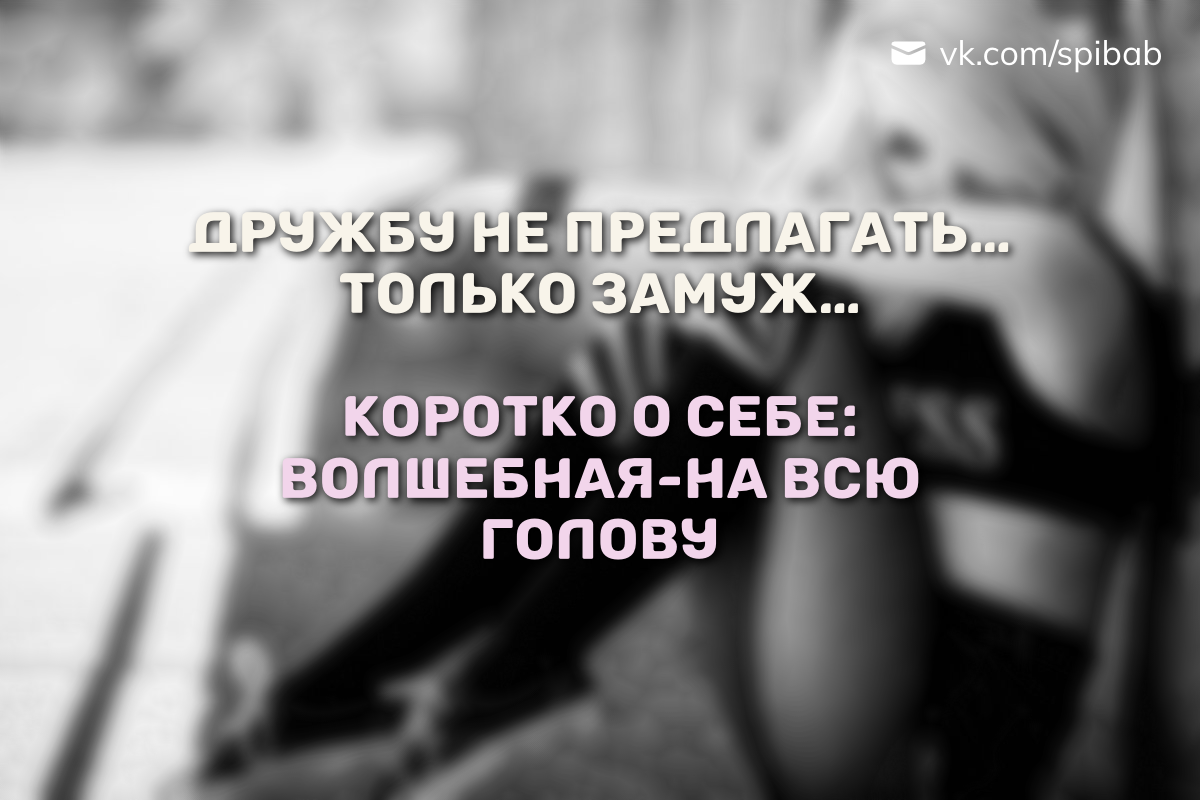 vk.com/spibab
ДРУЖБУ НЕ ПРЕДЛАГАТЬ...
ТОЛЬКО ЗАМУЖ...
КОРОТКО О СЕБЕ:
ВОЛШЕБНАЯ-НА ВСЮ
ГОЛОВУ